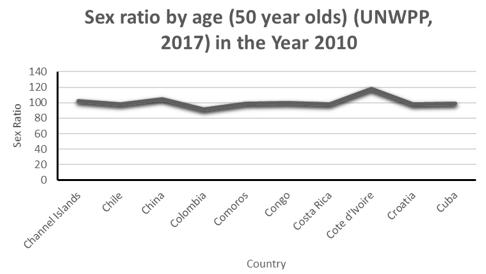 Sex ratio by age (50 year olds) (UNWPP,
2017) in the Year 2010
140
120
100
80
60
40
20
0
Sex Ratio
Channel Islands
Chile
China
Colombia
Comoros
Congo
Costa Rica
Cote d'Ivoire
Croatia
Cuba
Country